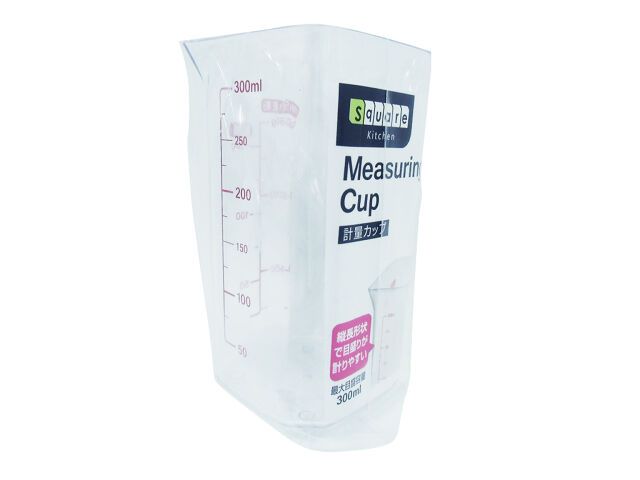 300ml
250
200
150
100
50
square
Kitchen
Measuring
Cup
計量カップ
縦長形状
で目盛りが
計りやすい
最大目盛容量
300ml